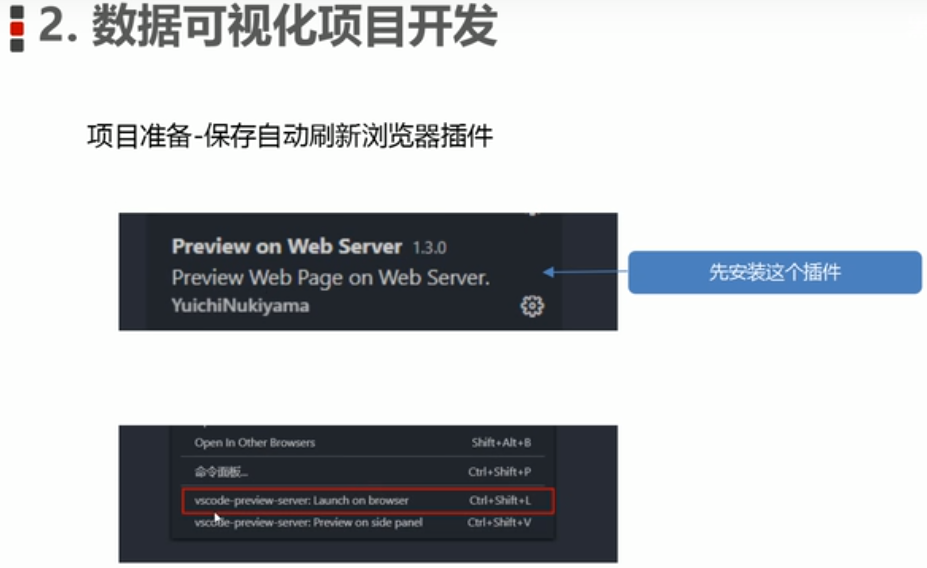 2. 数据可视化项目开发
项目准备-保存自动刷新浏览器插件
Preview on Web Server 1.3.0
Preview Web Page on Web Server.
YuichiNukiyama
先安装这个插件
Open In Other Browsers Shift+Alt+B
命令面板... Ctrl+Shift+P
vscode-preview-server: Launch on browser Ctrl+Shift+L
vscode-preview-server: Preview on side panel Ctrl+Shift+V